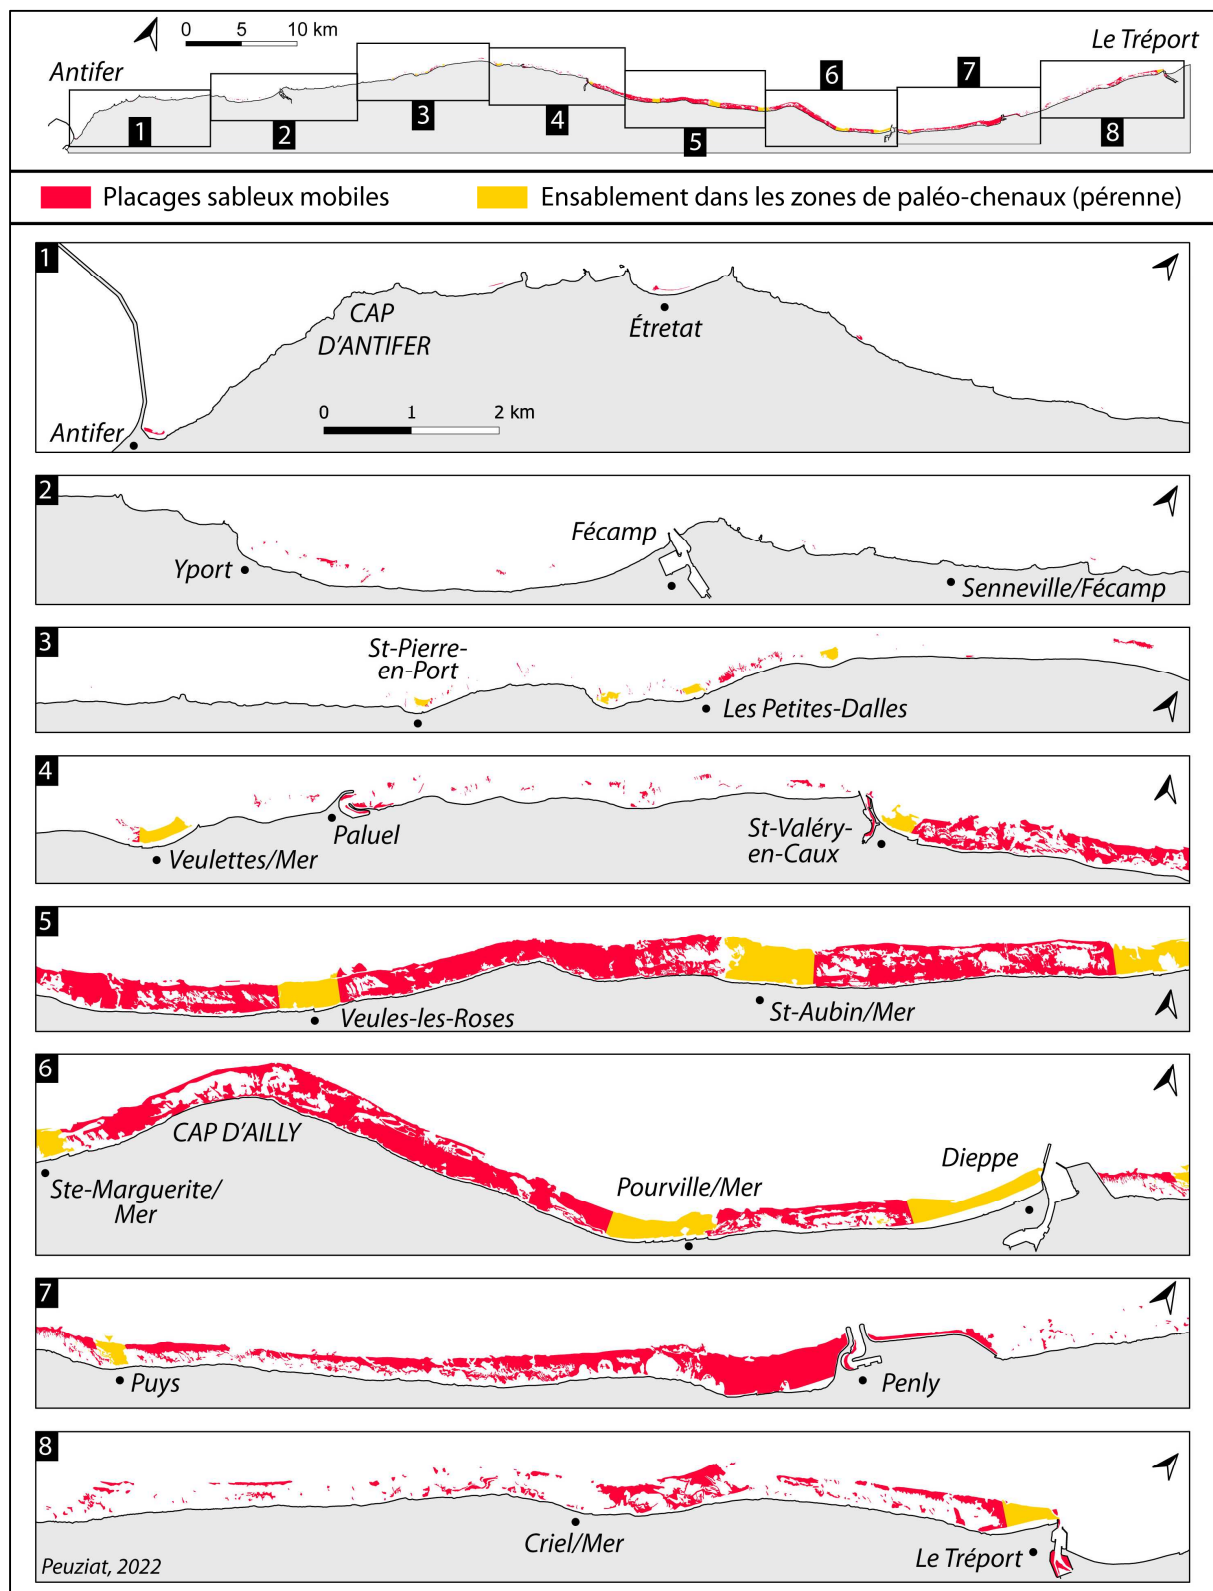 0 5 10 km
Le Tréport
Antifer
1
2
3
4
5
6
7
8
Placages sableux mobiles
Ensablement dans les zones de paléo-chenaux (pérenne)
1
CAP
D'ANTIFER
Étretat
0 1 2 km
Antifer
2
Fécamp
Yport
Senneville/Fécamp
3
St-Pierre-
en-Port
Les Petites-Dalles
4
Paluel
St-Valéry-
en-Caux
Veulettes/Mer
5
Veules-les-Roses
St-Aubin/Mer
6
CAP D'AILLY
Dieppe
Ste-Marguerite/
Mer
Pourville/Mer
7
Puys
Penly
8
Criel/Mer
Le Tréport
Peuziat, 2022